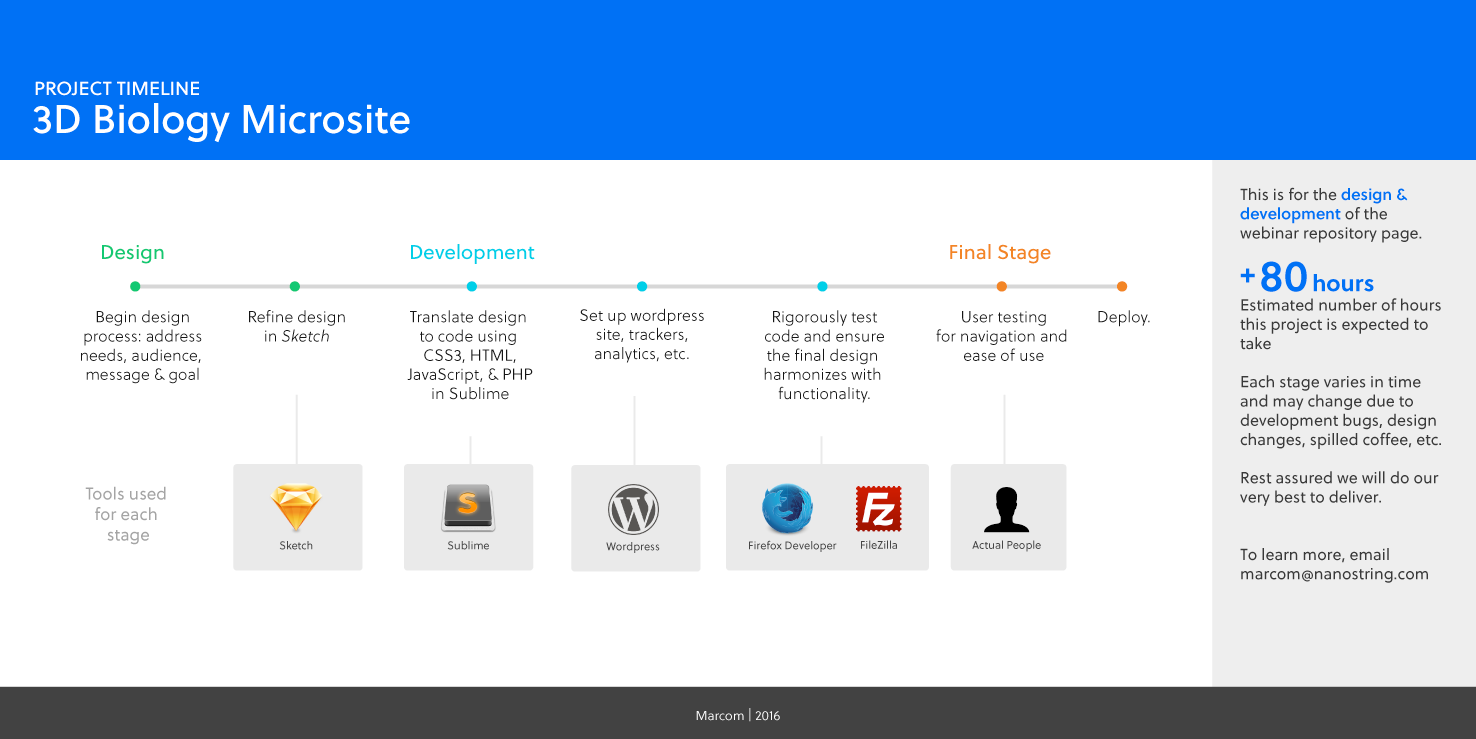 PROJECT TIMELINE
3D Biology Microsite
Design
Begin design
process: address
needs, audience,
message & goal
Refine design
in Sketch
Development
Translate design
to code using
CSS3, HTML,
JavaScript, & PHP
in Sublime
Set up wordpress
site, trackers,
analytics, etc.
Rigorously test
code and ensure
the final design
harmonizes with
functionality.
Final Stage
User testing
for navigation and
ease of use
Deploy.
Tools used
for each
stage
Sketch
S
Sublime
W
Wordpress
Firefox Developer
FZ
FileZilla
Actual People
This is for the design &
development of the
webinar repository page.
+80 hours
Estimated number of hours
this project is expected to
take
Each stage varies in time
and may change due to
development bugs, design
changes, spilled coffee, etc.
Rest assured we will do our
very best to deliver.
To learn more, email
marcom@nanostring.com
Marcom | 2016